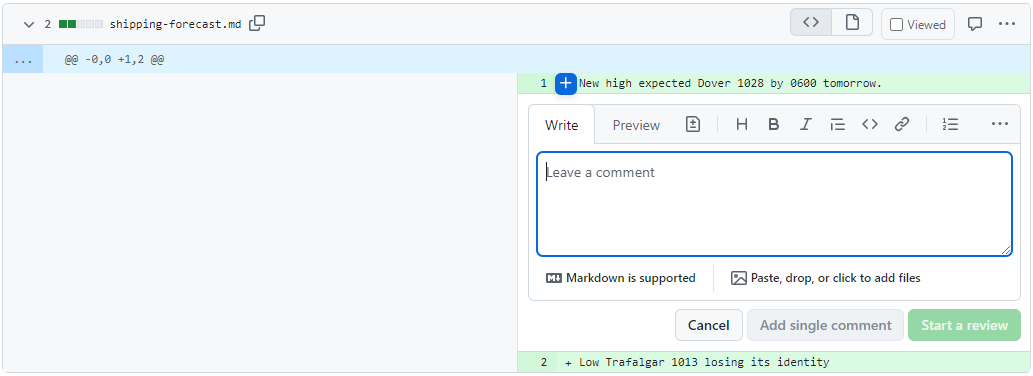 2 shipping-forecast.md Viewed
... @@ -0,0 +1,2 @@
1 + New high expected Dover 1028 by 0600 tomorrow.
Write Preview H B I
Leave a comment
Markdown is supported Paste, drop, or click to add files
Cancel Add single comment Start a review
2 + Low Trafalgar 1013 losing its identity